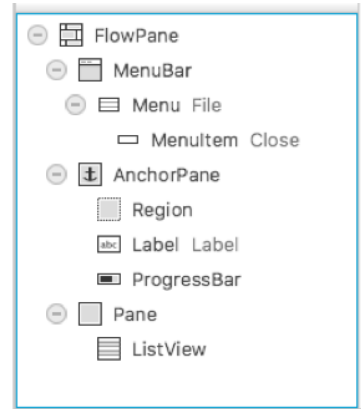 FlowPane
MenuBar
Menu File
MenuItem Close
AnchorPane
Region
abc Label Label
ProgressBar
Pane
ListView